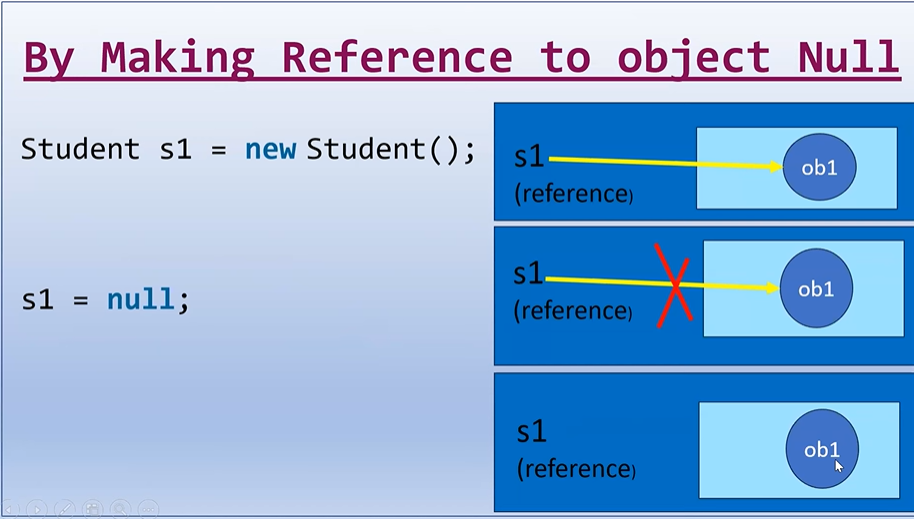 By Making Reference to object Null
Student s1 = new Student();
s1 = null;
s1
(reference)
ob1
s1
(reference)
ob1
s1
(reference)
ob1